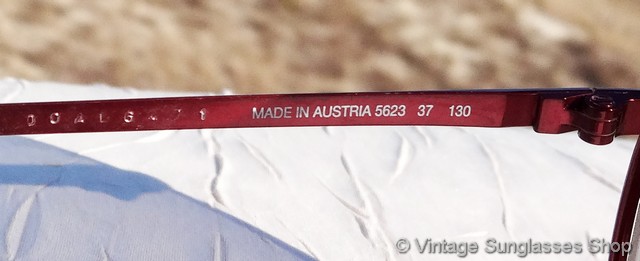 MADE IN AUSTRIA 5623 37 130
© Vintage Sunglasses Shop